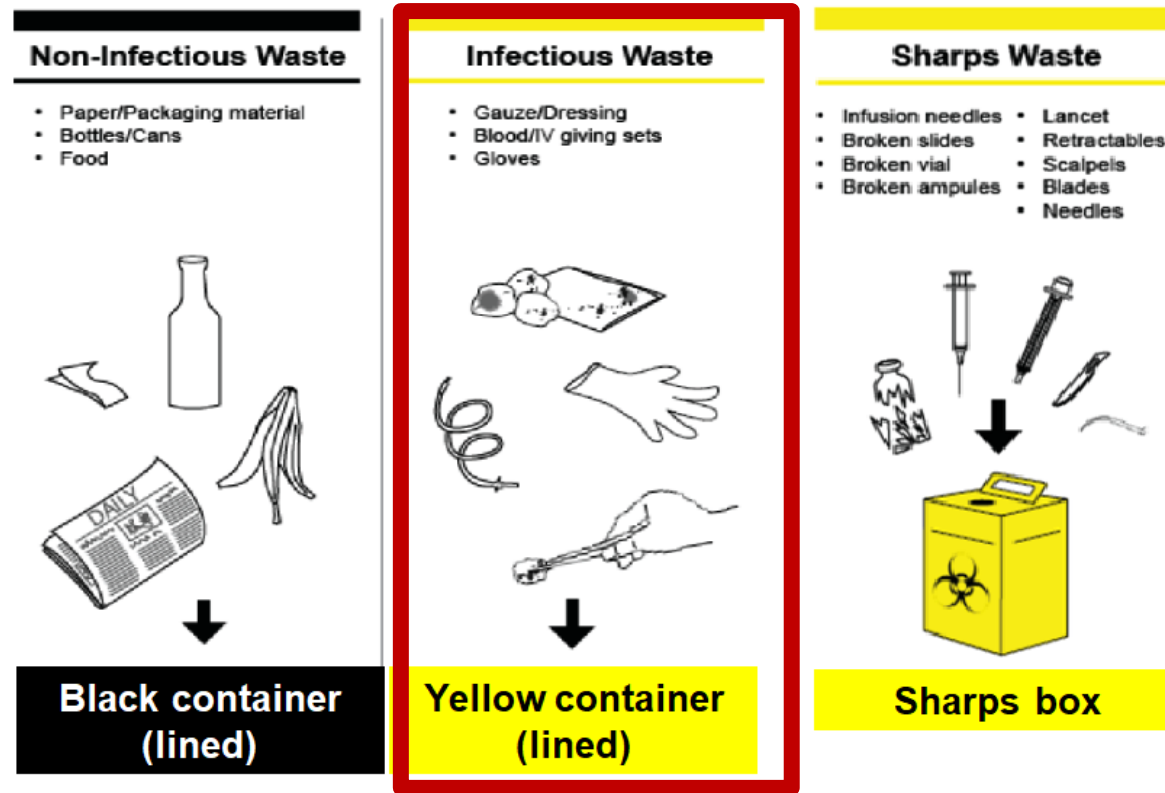 Non-Infectious Waste
• Paper/Packaging material
• Bottles/Cans
• Food
DAILY
Black container
(lined)
Infectious Waste
• Gauze/Dressing
• Blood/IV giving sets
• Gloves
Yellow container
(lined)
Sharps Waste
• Infusion needles
• Broken slides
• Broken vial
• Broken ampules
• Lancet
• Retractables
• Scalpels
• Blades
• Needles
Sharps box